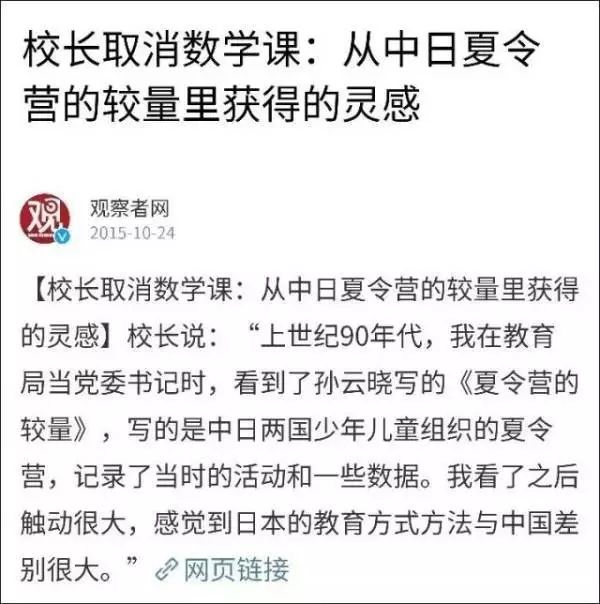 校长取消数学课：从中日夏令
营的较量里获得的灵感
观
观察者网
2015-10-24
【校长取消数学课：从中日夏令营的较量里获得
的灵感】校长说：“上世纪90年代，我在教育
局当党委书记时，看到了孙云晓写的《夏令营的
较量》，写的是中日两国少年儿童组织的夏令
营，记录了当时的活动和一些数据。我看了之后
触动很大，感觉到日本的教育方式方法与中国差
别很大。”网页链接